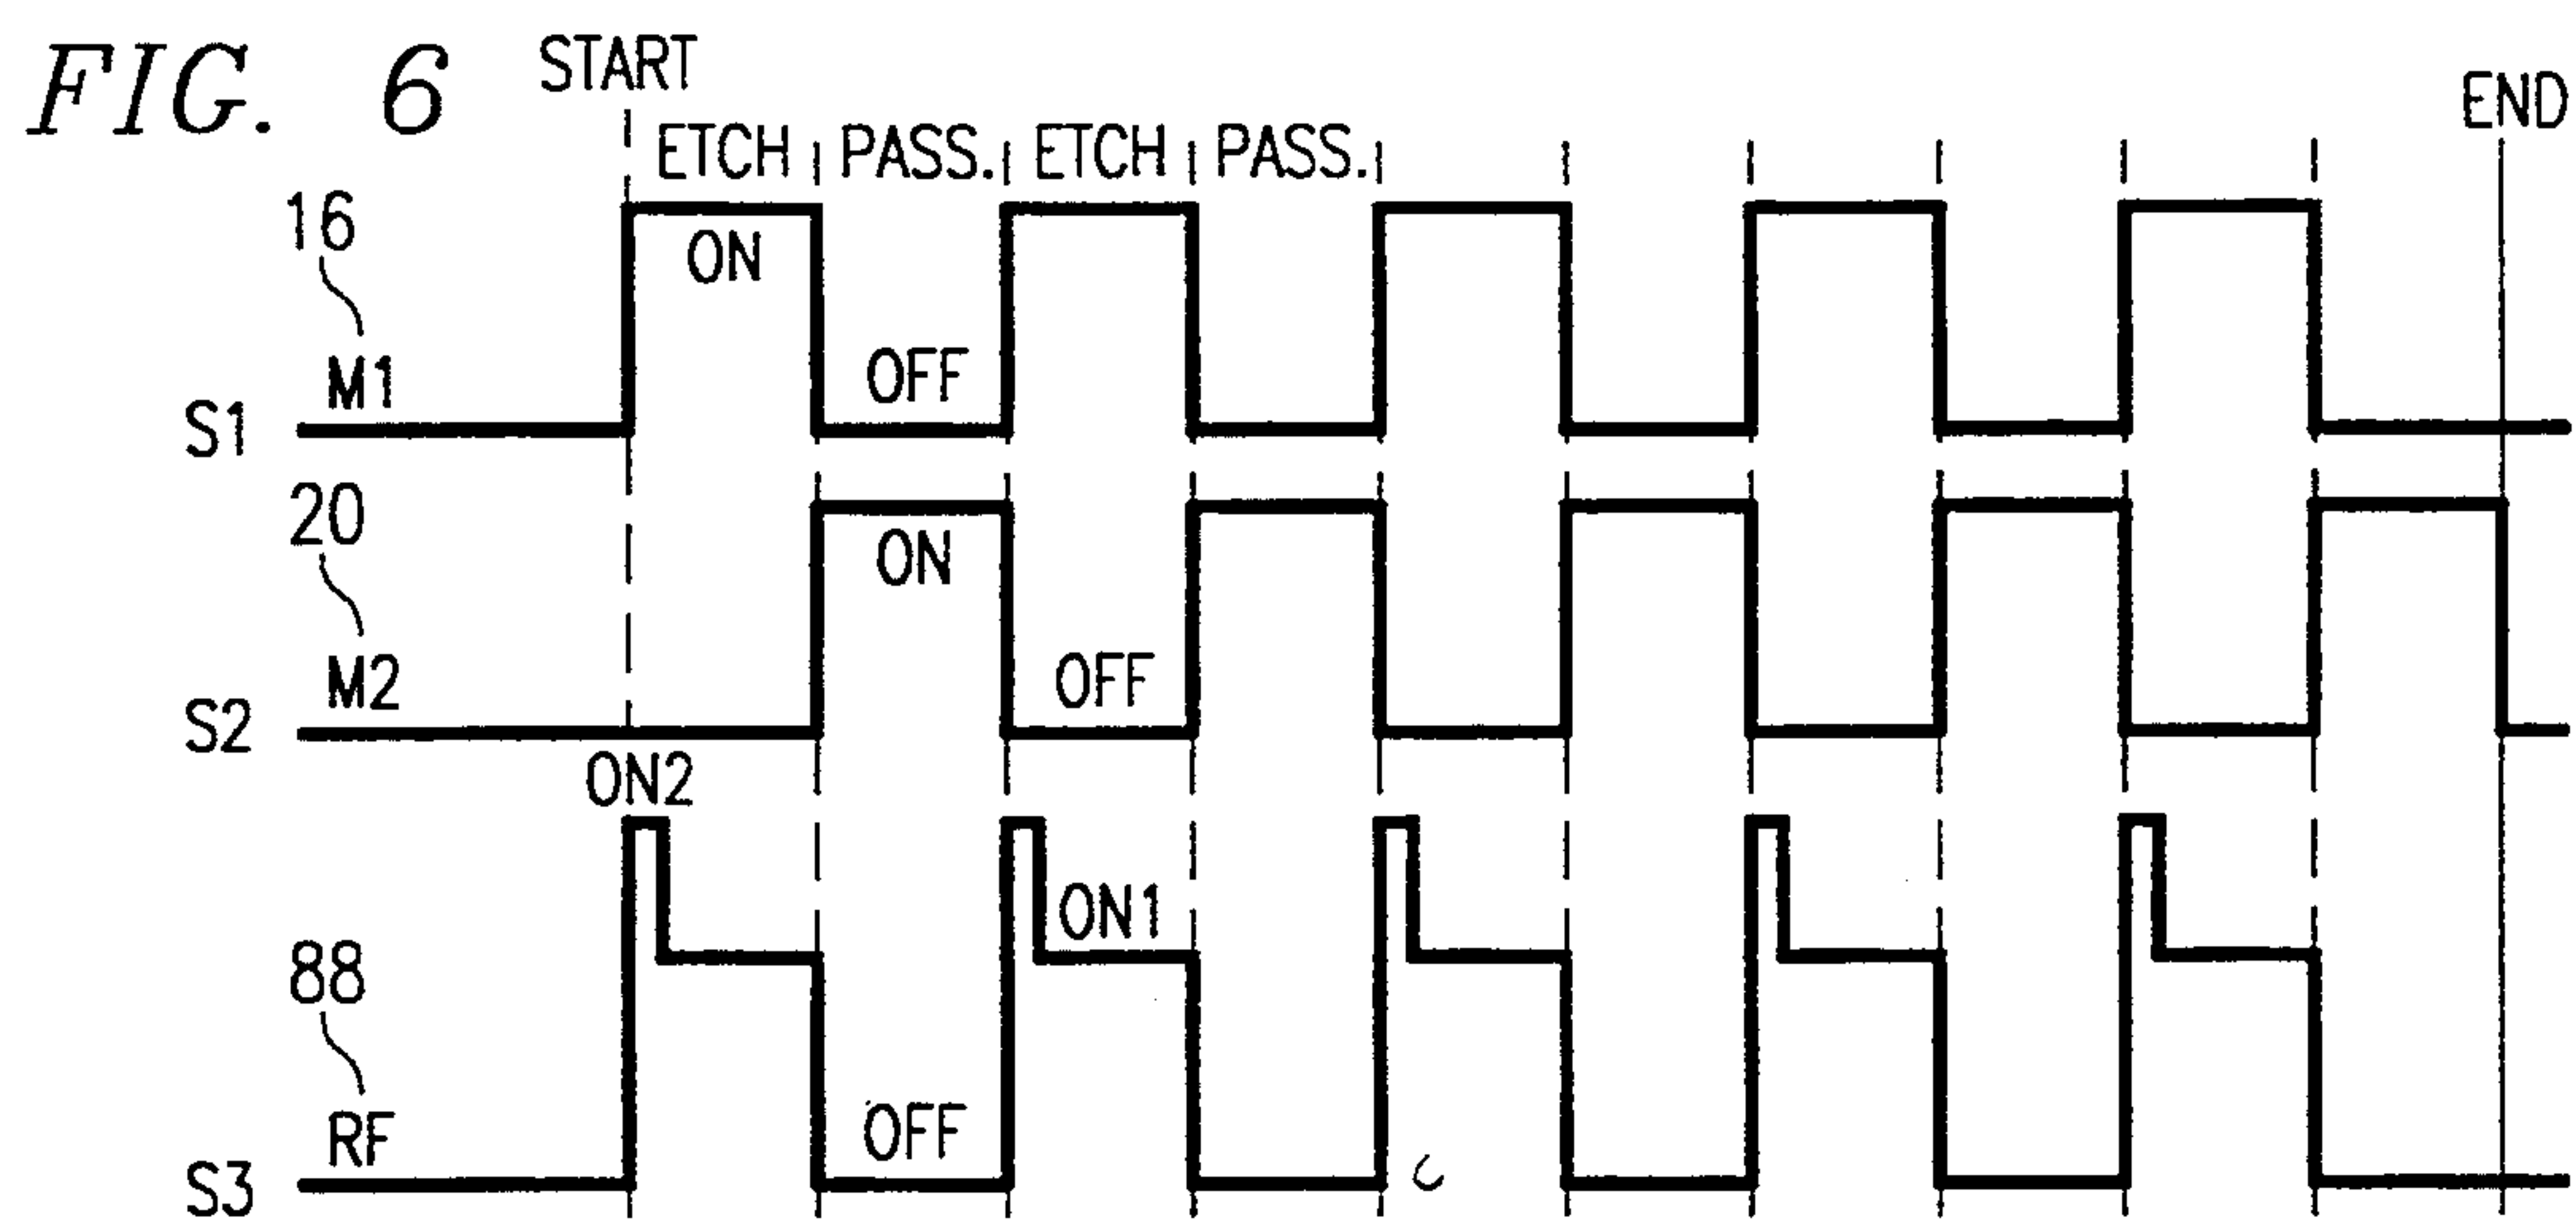 FIG. 6
START
END
ETCH PASS. ETCH PASS.
16
ON
M1
OFF
S1
20
ON
M2
OFF
S2
ON2
ON1
88
RF
OFF
S3